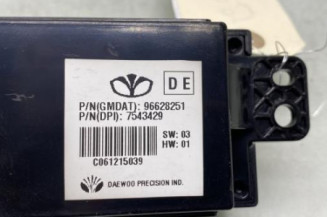 DE
P/N(GMDAT): 96628251
P/N(DPI): 7543429
SW: 03
HW: 01
C061215039
DAEWOO PRECISION IND.